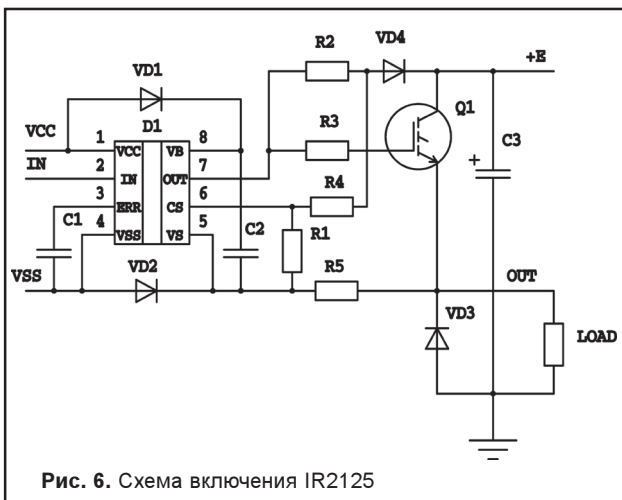 R2
VD4
+E
VD1
Q1
VCC
D1
R3
C3
1
8
VCC
VB
+
IN
2
7
IN
OUT
3
6
R4
ERR
CS
C1
4
5
C2
R1
VSS
VS
VSS
VD2
R5
OUT
VD3
LOAD
Рис. 6. Схема включения IR2125